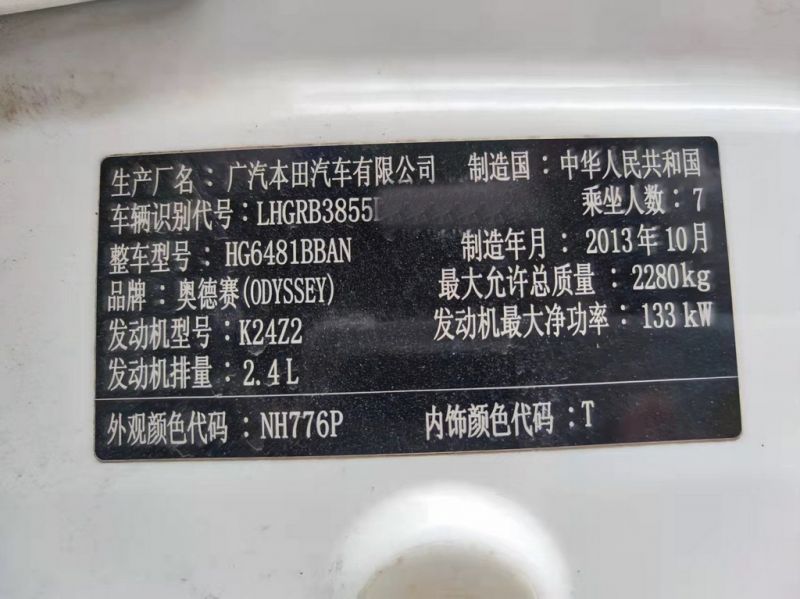 生产厂名：广汽本田汽车有限公司 制造国：中华人民共和国
车辆识别代号：LHGRB3855 乘坐人数：7
整车型号：HG6481BBAN 制造年月：2013年10月
品牌：奥德赛(ODYSSEY) 最大允许总质量：2280kg
发动机型号：K24Z2 发动机最大净功率：133 kW
发动机排量：2.4L
外观颜色代码：NH776P 内饰颜色代码：T